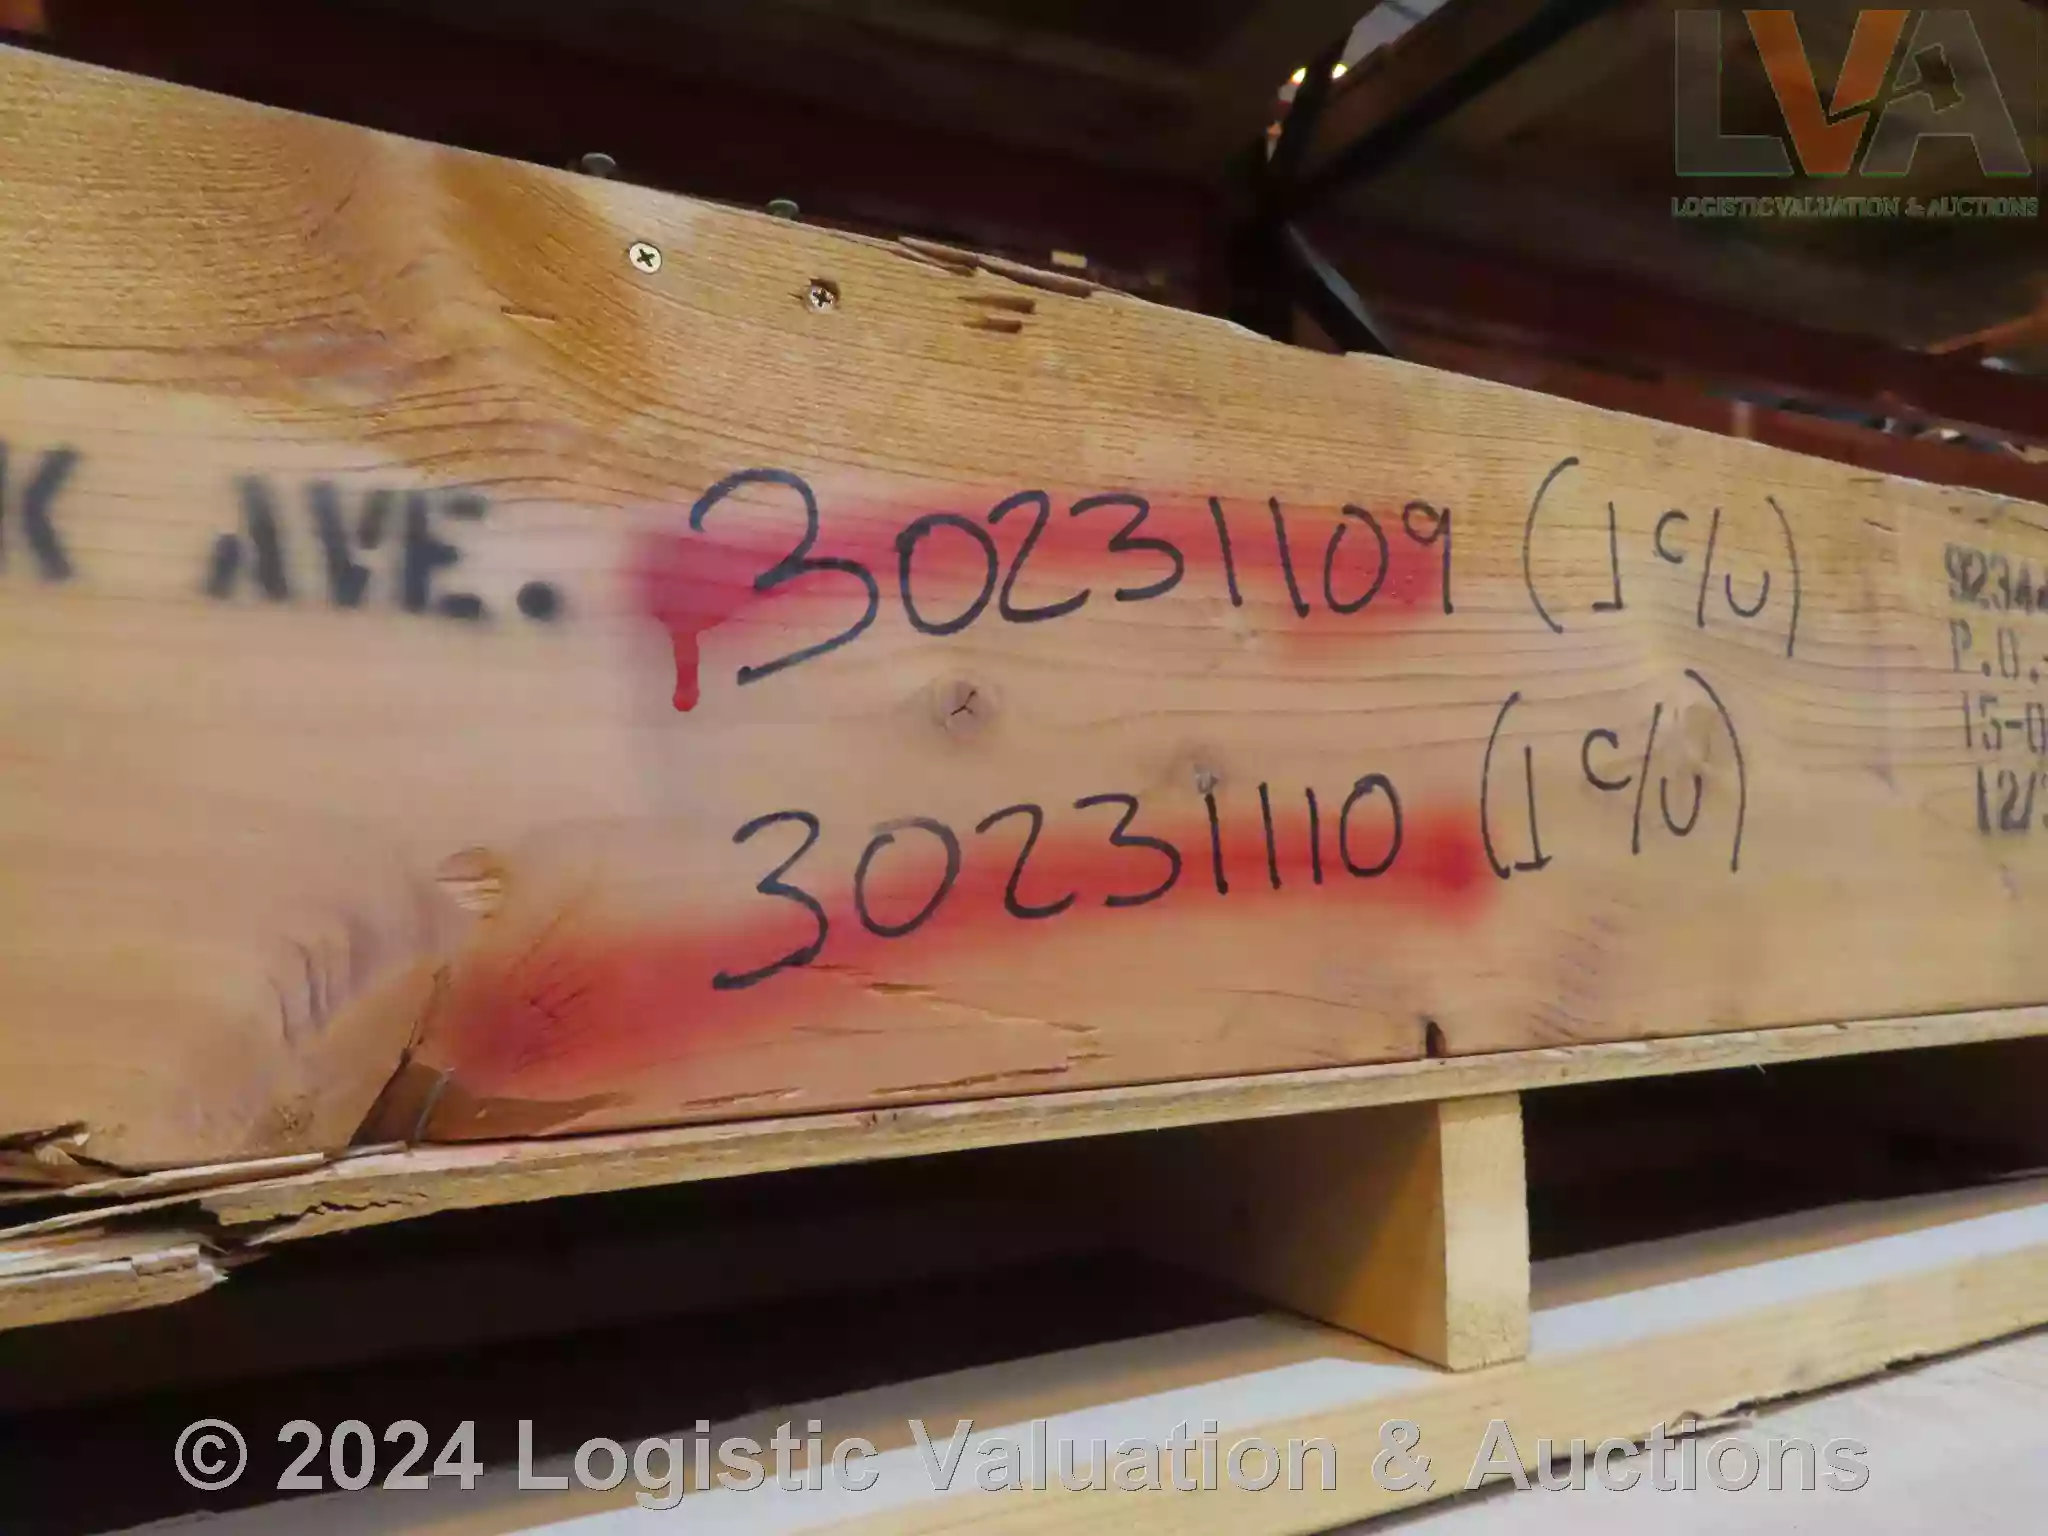 LVA
LOGISTIC VALUATION & AUCTIONS
AVE.
30231109 (1 c/u)
30231110 (1 c/u)
P.O.
© 2024 Logistic Valuation & Auctions